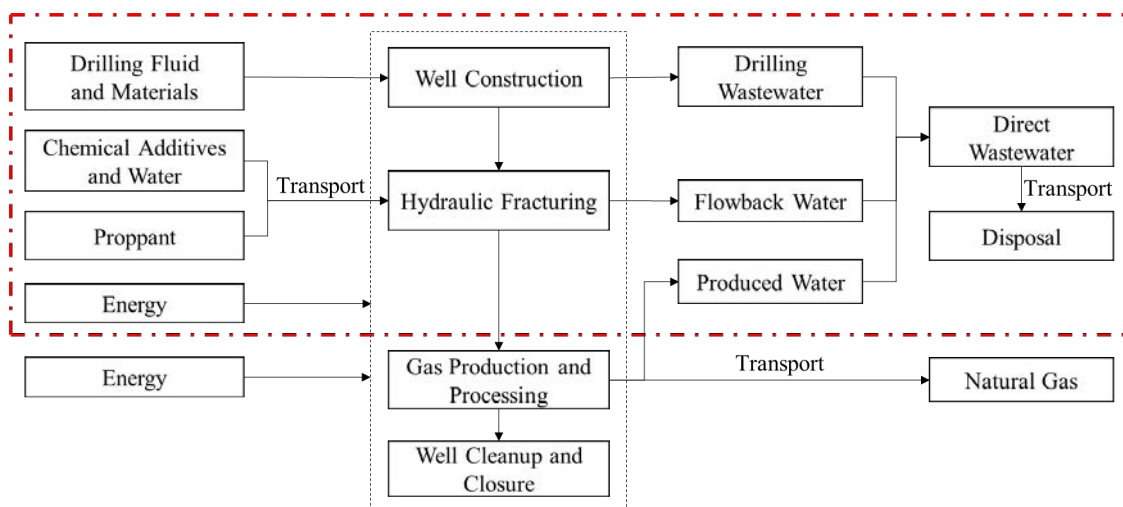 Drilling Fluid
and Materials
Well Construction
Drilling
Wastewater
Direct
Wastewater
Chemical Additives
and Water
Transport
Hydraulic Fracturing
Flowback Water
Transport
Proppant
Disposal
Energy
Produced Water
Energy
Gas Production and
Processing
Transport
Natural Gas
Well Cleanup and
Closure